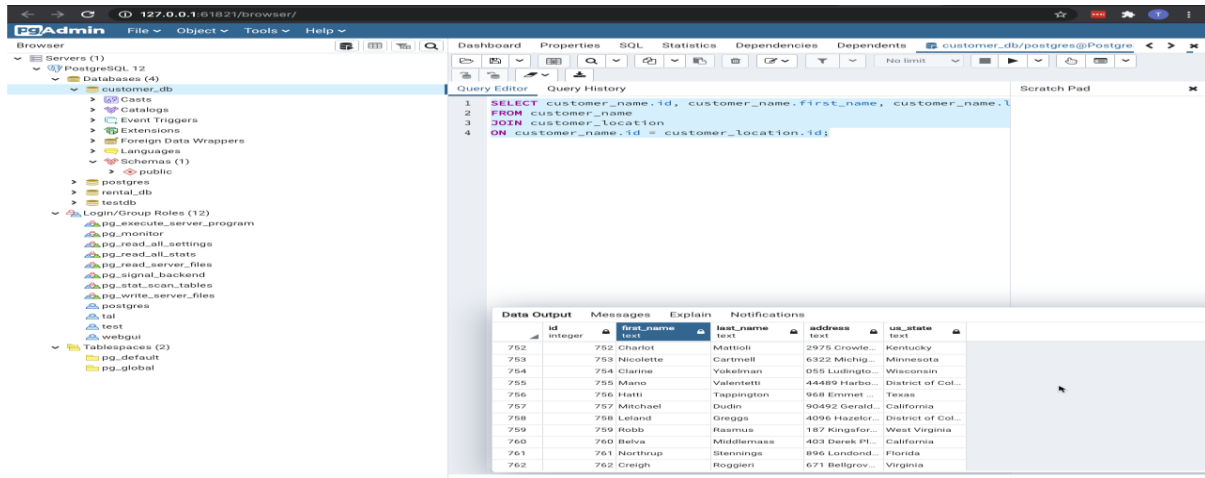 127.0.0.1:61821/browser/
pgAdmin File Object Tools Help
Browser
Dashboard Properties SQL Statistics Dependencies Dependents customer_db/postgres@Postgre
Servers (1)
PostgreSQL 12
Databases (4)
customer_db
Casts
Catalogs
Event Triggers
Extensions
Foreign Data Wrappers
Languages
Schemas (1)
public
postgres
rental_db
testdb
Login/Group Roles (12)
pg_execute_server_program
pg_monitor
pg_read_all_settings
pg_read_all_stats
pg_read_server_files
pg_signal_backend
pg_stat_scan_tables
pg_write_server_files
postgres
tal
test
webgui
Tablespaces (2)
pg_default
pg_global
No limit
Query Editor Query History Scratch Pad
1 SELECT customer_name.id, customer_name.first_name, customer_name.l
2 FROM customer_name
3 JOIN customer_location
4 ON customer_name.id = customer_location.id;
Data Output Messages Explain Notifications
id first_name last_name address us_state
integer text text text text
752 752 Charlot Mattioli 2975 Crowle... Kentucky
753 753 Nicolette Cartmell 6322 Michig... Minnesota
754 754 Clarine Yokelman 055 Ludingto... Wisconsin
755 755 Mano Valentetti 44489 Harbo... District of Col...
756 756 Hatti Tappington 968 Emmet ... Texas
757 757 Mitchael Dudin 90492 Gerald... California
758 758 Leland Greggs 4096 Hazelcr... District of Col...
759 759 Robb Rasmus 187 Kingsfor... West Virginia
760 760 Belva Middlemass 403 Derek Pl... California
761 761 Northrup Stennings 896 Londond... Florida
762 762 Creigh Roggieri 671 Bellgrov... Virginia